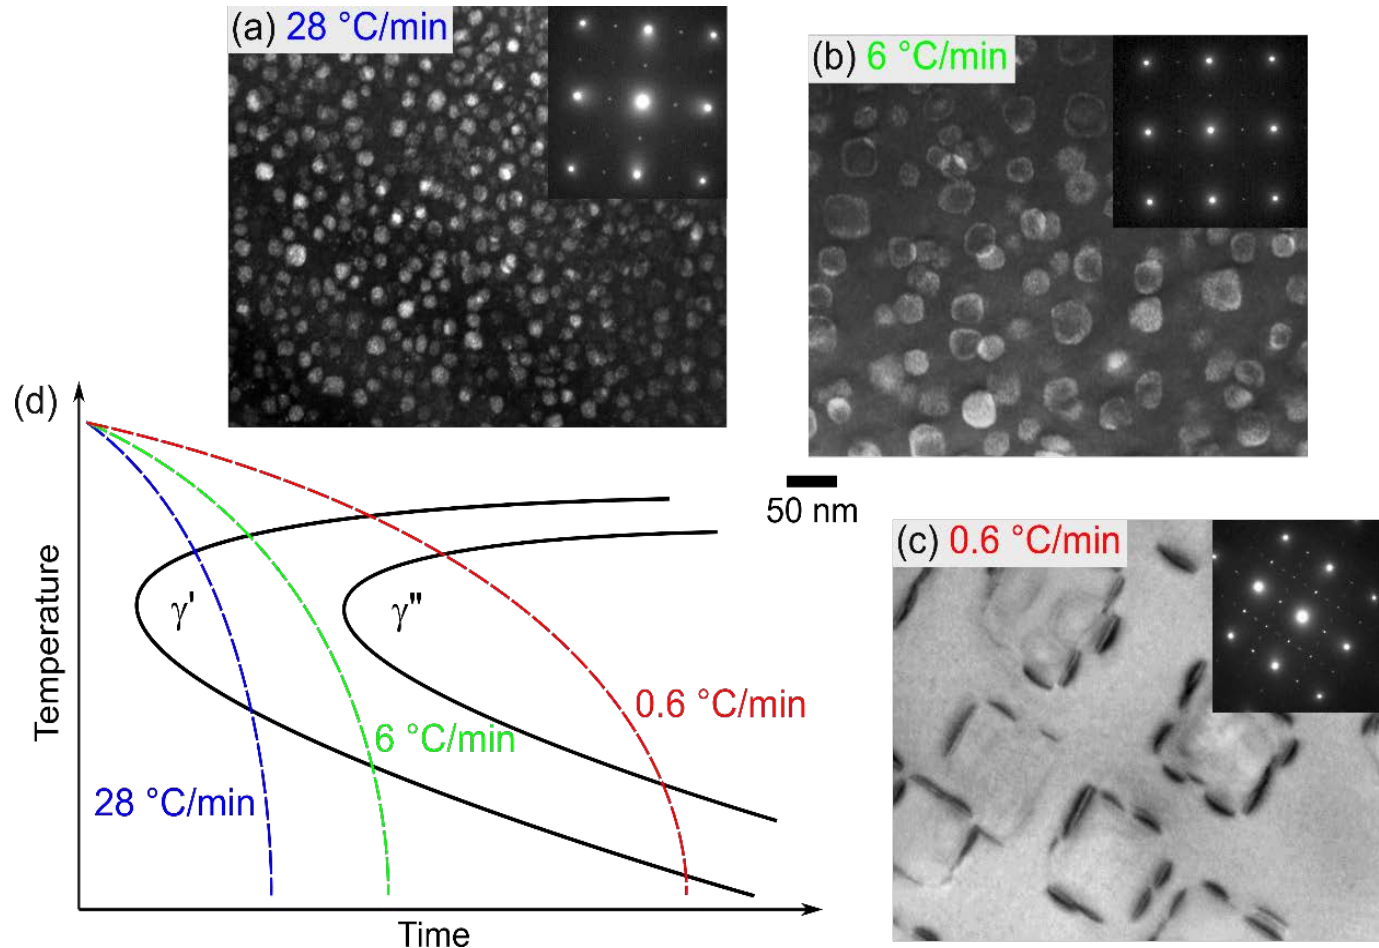 (a) 28 °C/min
(b) 6 °C/min
(d)
50 nm
(c) 0.6 °C/min
γ'
γ"
0.6 °C/min
6 °C/min
28 °C/min
Temperature
Time